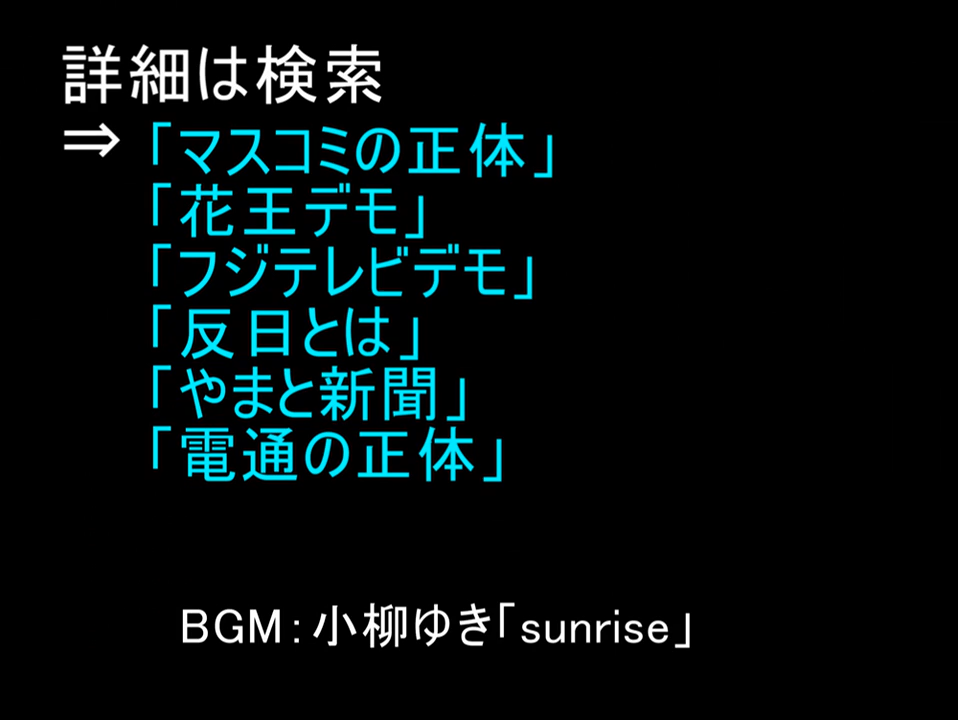 詳細は検索
⇒「マスコミの正体」
「花王デモ」
「フジテレビデモ」
「反日とは」
「やまと新聞」
「電通の正体」
BGM：小柳ゆき「sunrise」